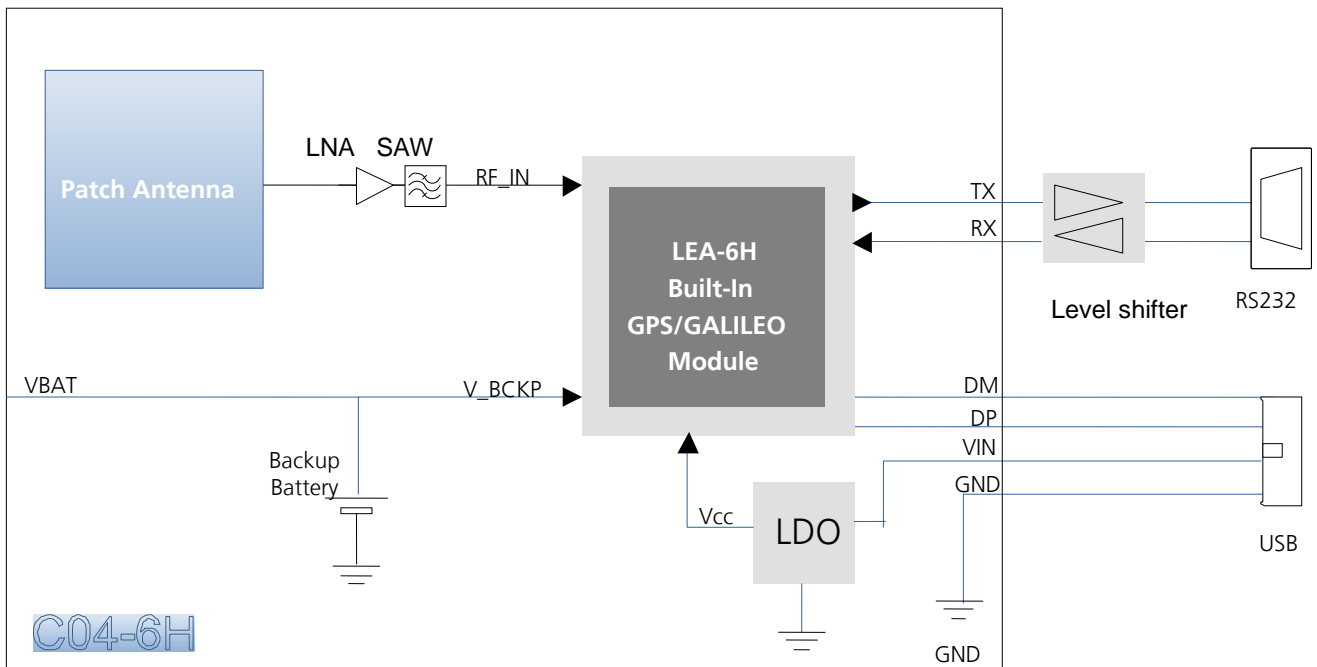 Patch Antenna
LNA SAW
RF_IN
LEA-6H
Built-In
GPS/GALILEO
Module
TX
RX
Level shifter
RS232
VBAT
V_BCKP
Backup
Battery
Vcc
LDO
DM
DP
VIN
GND
USB
C04-6H
GND